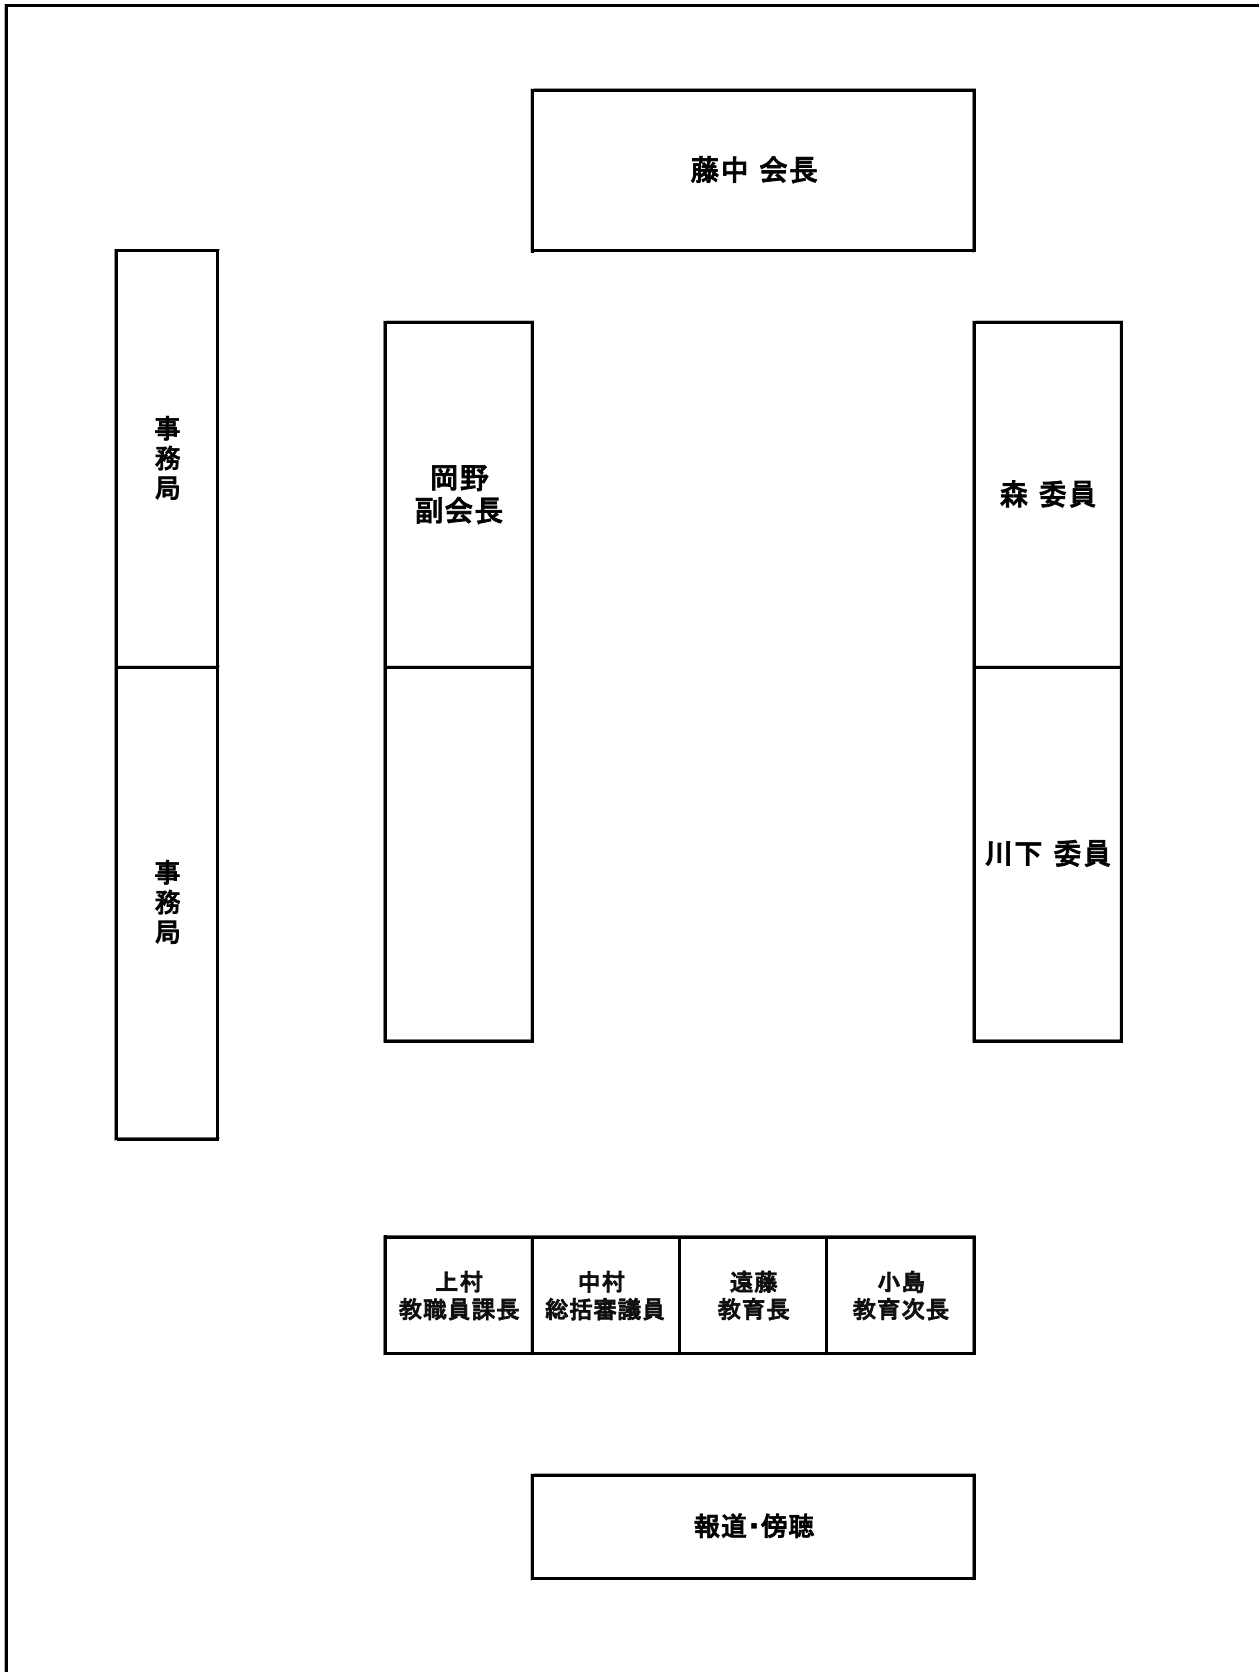 藤中 会長
事務局
岡野
副会長
森 委員
事務局
川下 委員
上村
教職員課長
中村
総括審議員
遠藤
教育長
小島
教育次長
報道・傍聴